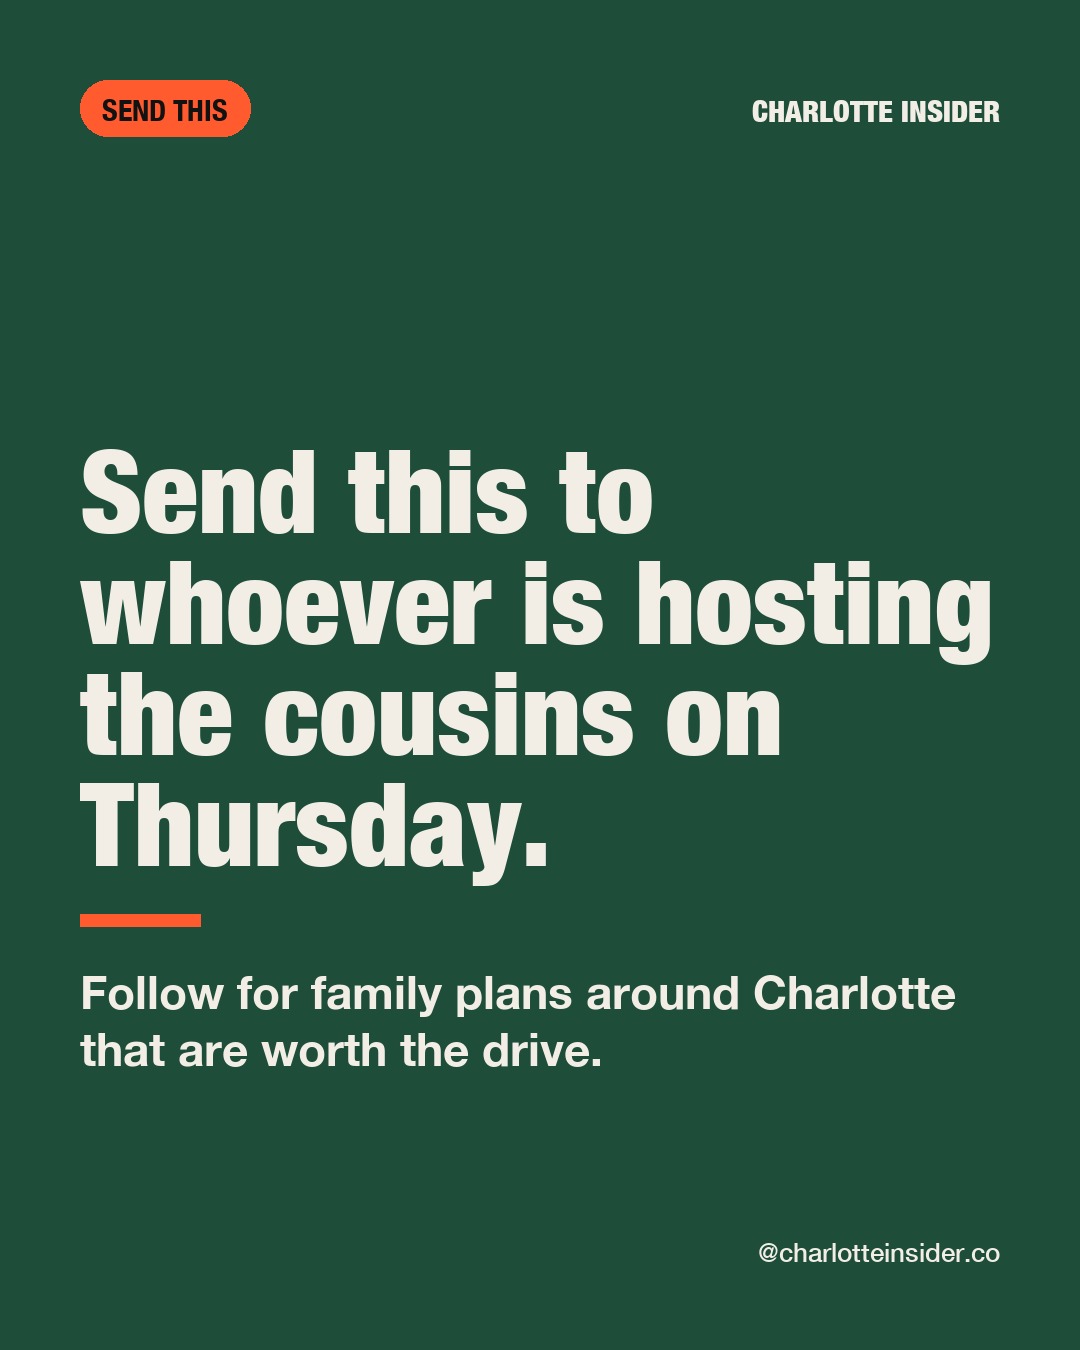 SEND THIS
CHARLOTTE INSIDER
Send this to
whoever is hosting
the cousins on
Thursday.
Follow for family plans around Charlotte
that are worth the drive.
@charlotteinsider.co